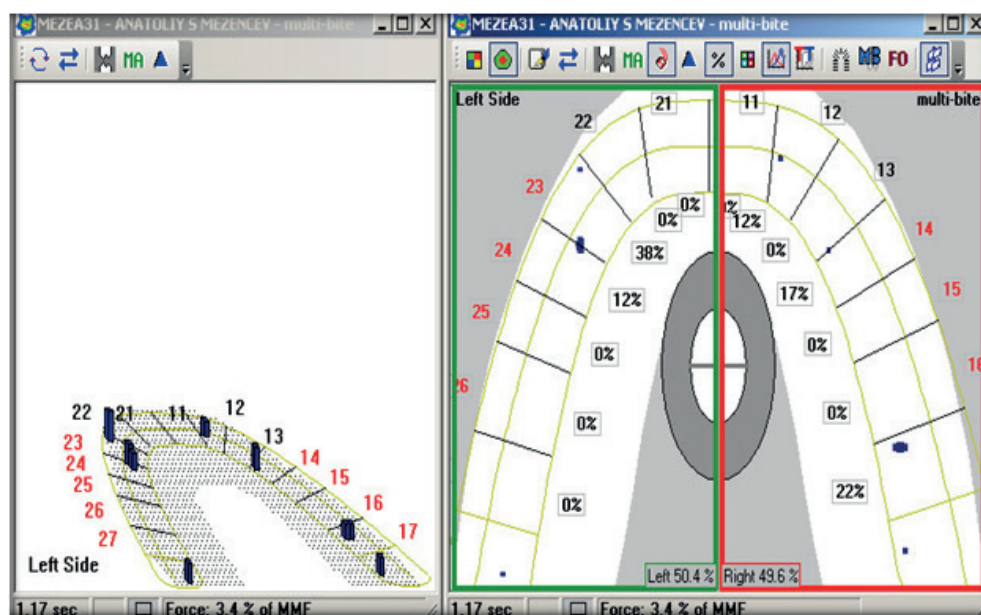 MEZEA31 - ANATOLIY S MEZENCEV - multi-bite
MA
22
21
11
12
23
13
24
14
25
15
26
16
27
17
Left Side
1.17 sec
Force: 3.4 % of MMF
MEZEA31 - ANATOLIY S MEZENCEV - multi-bite
MA
%
MB
FO
Left Side
multi-bite
21
11
22
12
23
13
24
14
25
15
26
0%
0%
0%
12%
38%
0%
12%
17%
0%
0%
0%
0%
0%
22%
Left 50.4 %
Right 49.6 %
1.17 sec
Force: 3.4 % of MMF